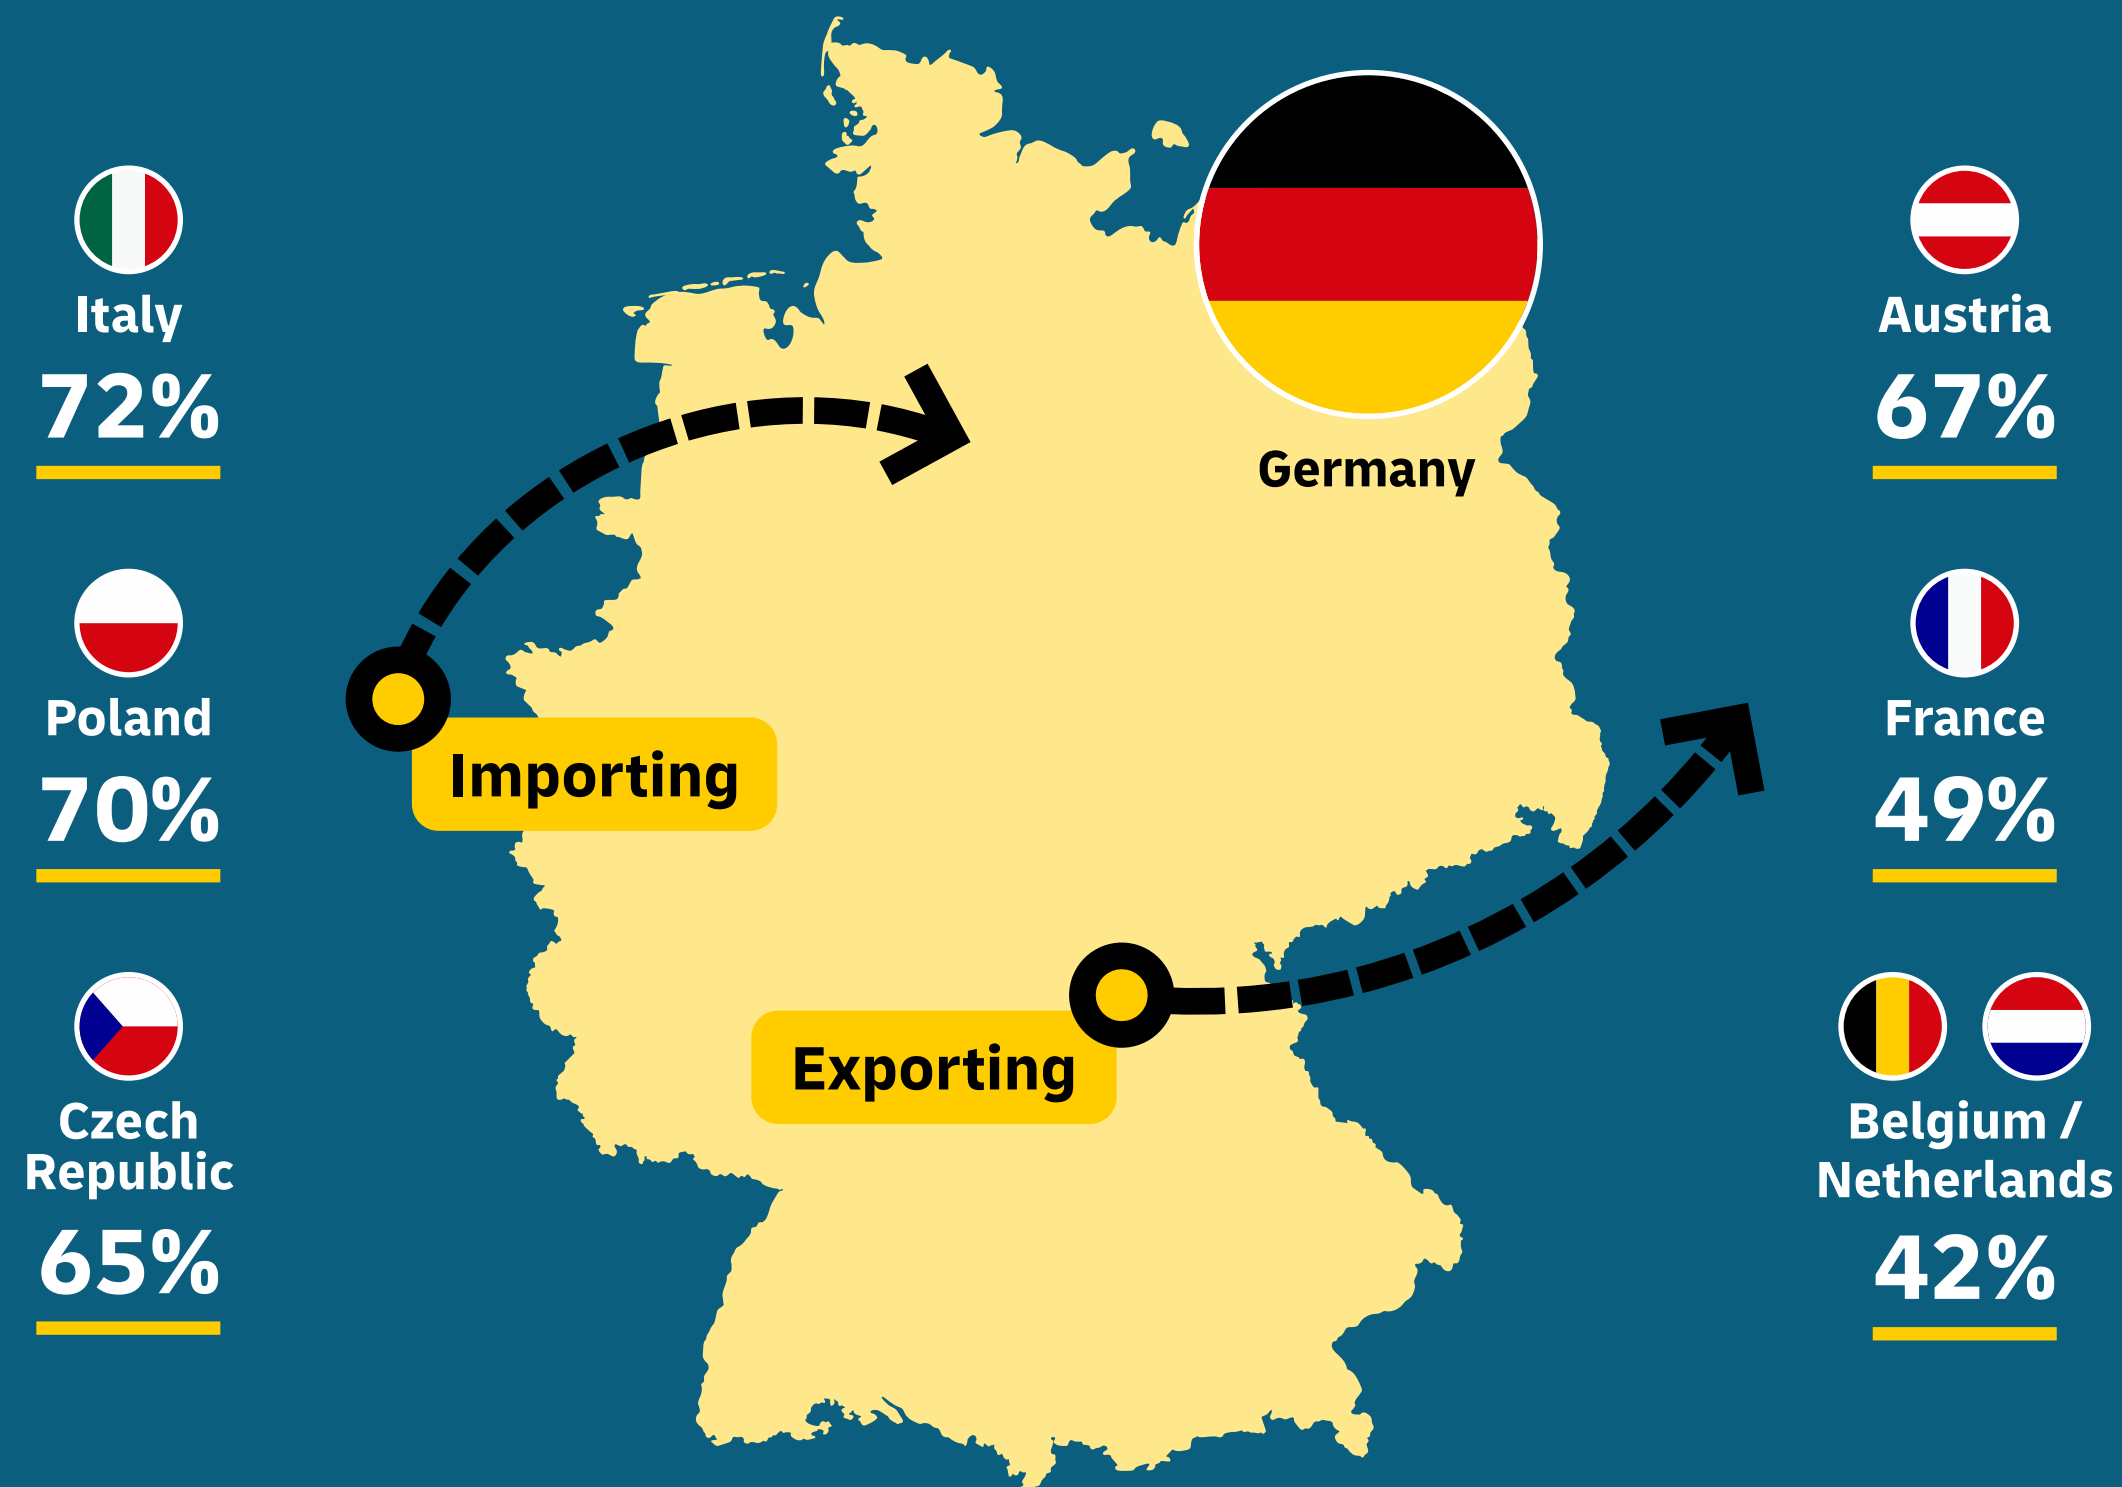 Italy
72%
Poland
70%
Czech
Republic
65%
Germany
Importing
Exporting
Austria
67%
France
49%
Belgium /
Netherlands
42%